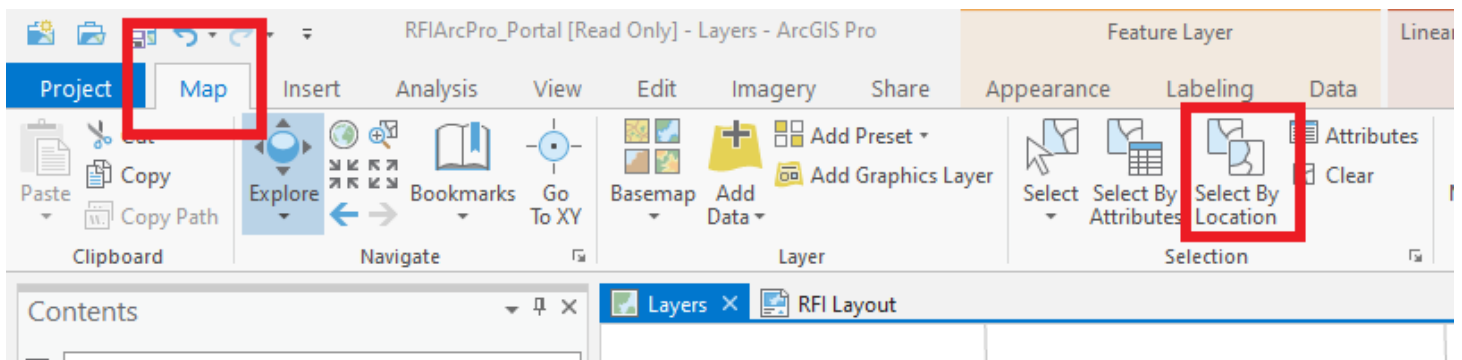 RFIArcPro_Portal [Read Only] - Layers - ArcGIS Pro
Feature Layer
Project Map Insert Analysis View Edit Imagery Share Appearance Labeling Data
Paste
Copy
Copy Path
Clipboard
Explore
Bookmarks
Go
To XY
Navigate
Basemap
Add
Data
Add Preset
Add Graphics Layer
Layer
Select
Select By
Attributes
Select By
Location
Attributes
Clear
Selection
Contents
Layers
RFI Layout